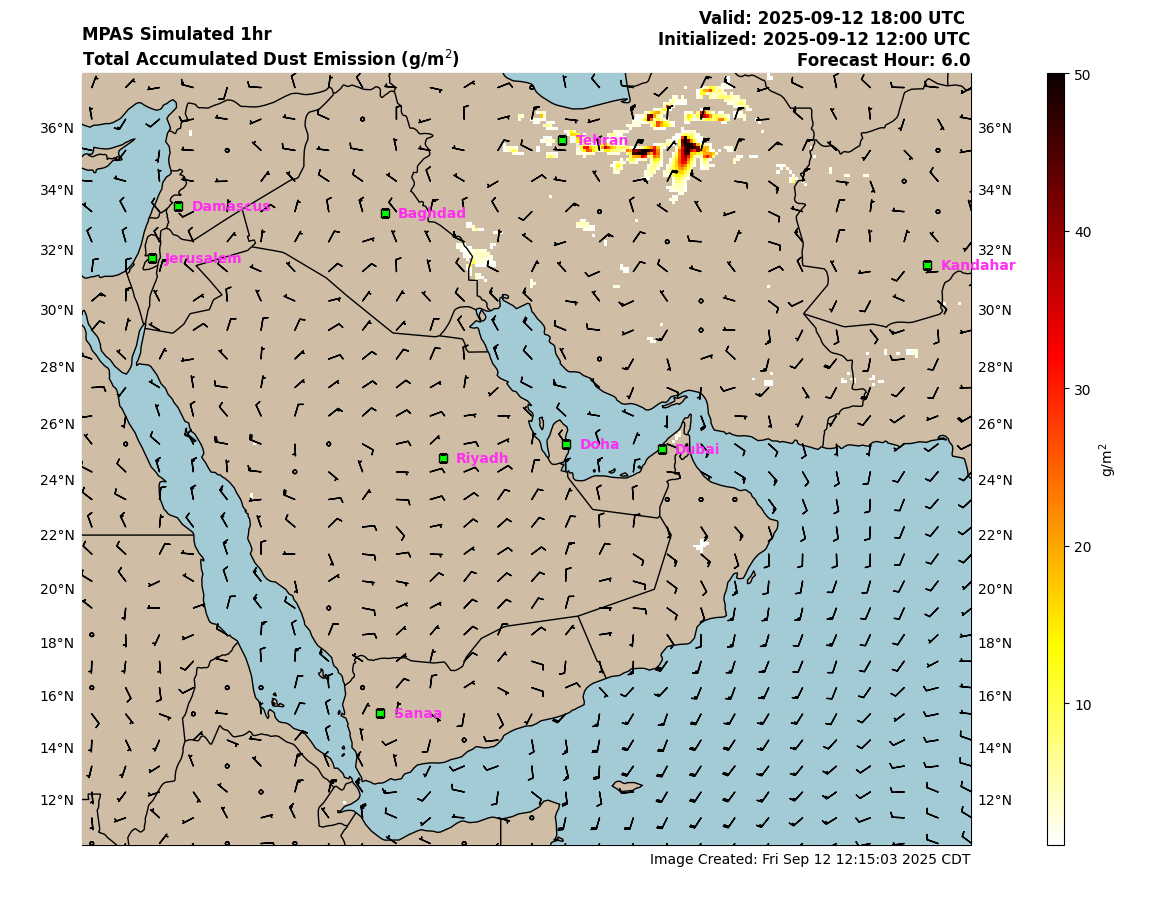 MPAS Simulated 1hr
Total Accumulated Dust Emission (g/m²)
Valid: 2025-09-12 18:00 UTC
Initialized: 2025-09-12 12:00 UTC
Forecast Hour: 6.0
36°N
34°N
32°N
30°N
28°N
26°N
24°N
22°N
20°N
18°N
16°N
14°N
12°N
Tehran
Damascus
Baghdad
Jerusalem
Kandahar
Doha
Dubai
Riyadh
Sanaa
36°N
34°N
32°N
30°N
28°N
26°N
24°N
22°N
20°N
18°N
16°N
14°N
12°N
50
40
30
20
10
g/m²
Image Created: Fri Sep 12 12:15:03 2025 CDT